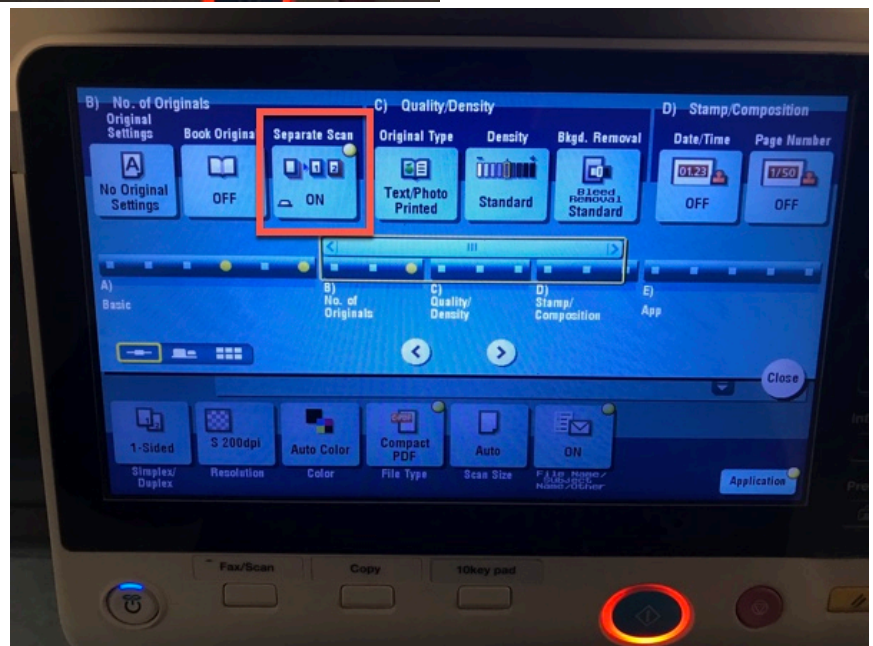 B) No. of Originals
C) Quality/Density
D) Stamp/Composition
Original
Settings
Book Original
Separate Scan
Original Type
Density
Bkgd. Removal
Date/Time
Page Number
A
1 2
01.23
1/50
No Original
Settings
OFF
ON
Text/Photo
Printed
Standard
Bleed
Removal
Standard
OFF
OFF
A)
Basic
B)
No. of
Originals
C)
Quality/
Density
D)
Stamp/
Composition
E)
App
Close
1-Sided
S 200dpi
Auto Color
Compact
PDF
Auto
ON
Simplex/
Duplex
Resolution
Color
File Type
Scan Size
File Name/
Subject
Name/Other
Application
Fax/Scan
Copy
10key pad